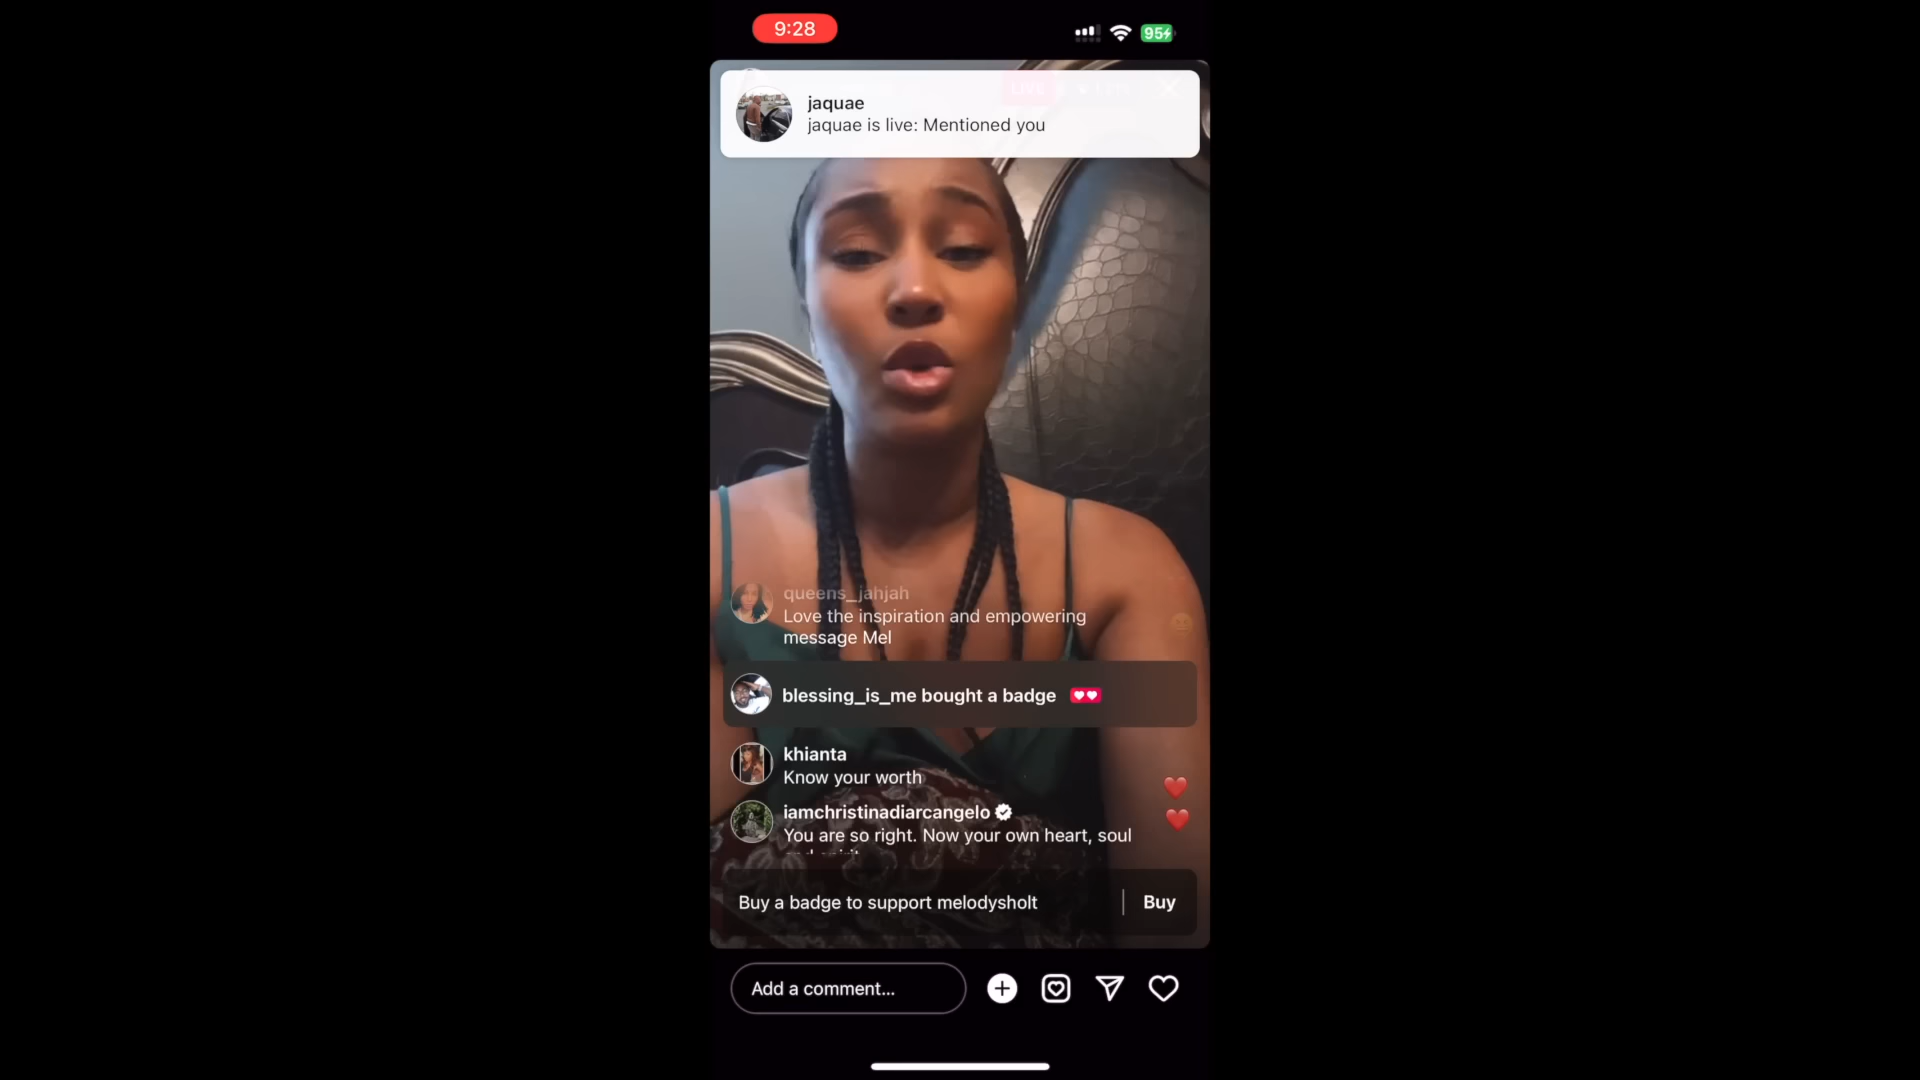 9:28
95
jaquae
jaquae is live: Mentioned you
queens_jahjah
Love the inspiration and empowering
message Mel
blessing_is_me bought a badge
khianta
Know your worth
iamchristinadiarcangelo
You are so right. Now your own heart, soul
and spirit
Buy a badge to support melodysholt
Buy
Add a comment...